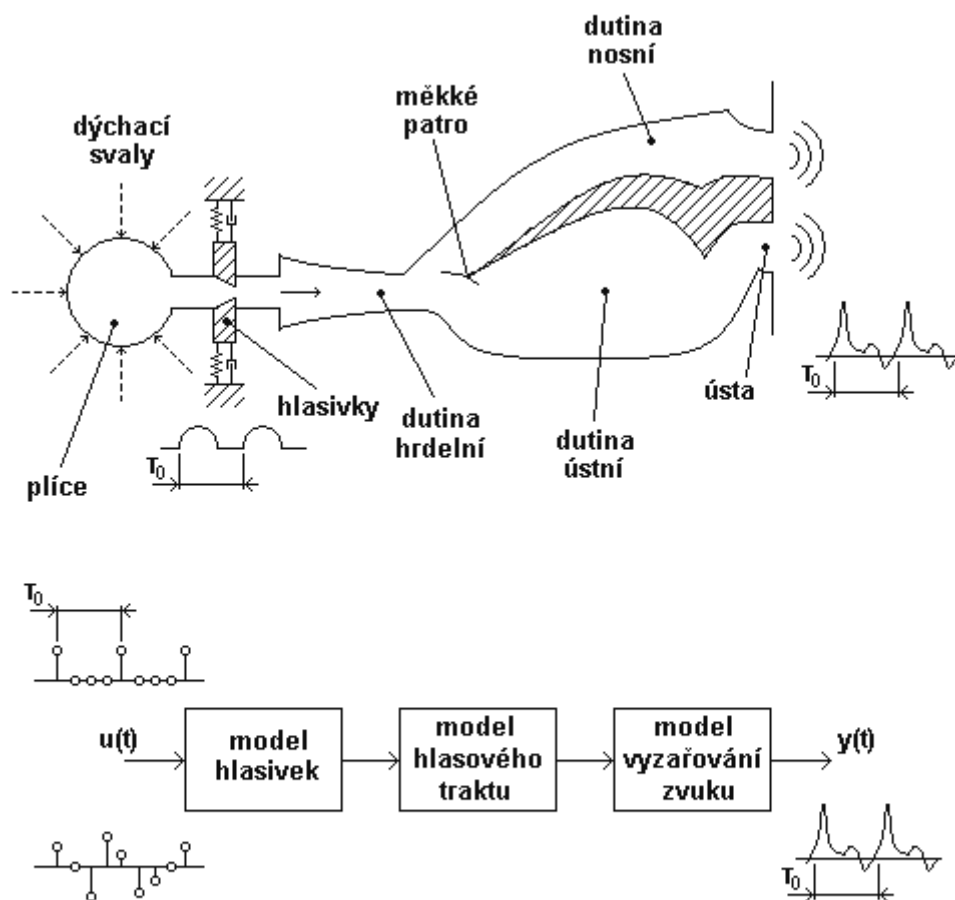 dutina
nosní
měkké
patro
dýchací
svaly
hlasivky
dutina
hrdelní
dutina
ústní
ústa
plíce
T₀
T₀
T₀
u(t)
model
hlasivek
model
hlasového
traktu
model
vyzařování
zvuku
y(t)
T₀